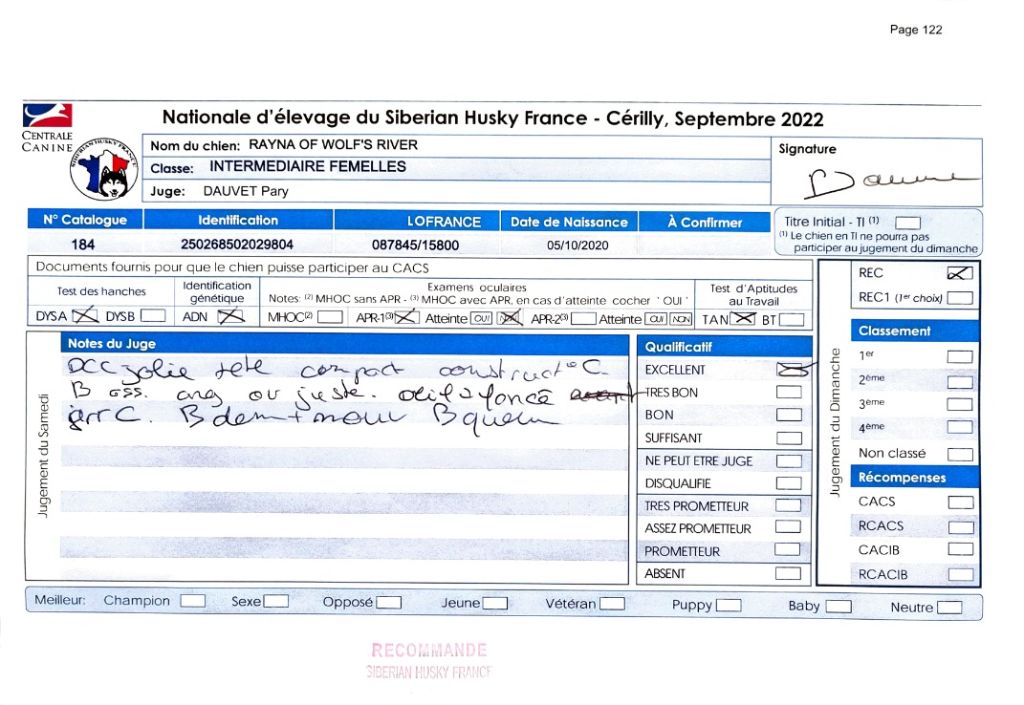 Page 122
CENTRALE
CANINE
SIBERIAN HUSKY FRANCE
Nationale d'élevage du Siberian Husky France - Cérilly, Septembre 2022
Nom du chien: RAYNA OF WOLF'S RIVER
Classe: INTERMEDIAIRE FEMELLES
Juge: DAUVET Pary
Signature
N° Catalogue Identification LOFRANCE Date de Naissance À Confirmer
184 250268502029804 087845/15800 05/10/2020
Titre Initial - TI (1)
(1) Le chien en TI ne pourra pas
participer au jugement du dimanche
Documents fournis pour que le chien puisse participer au CACS
Test des hanches
DYSA DYSB
Identification
génétique
ADN
Examens oculaires
Notes: (2) MHOC sans APR - (3) MHOC avec APR, en cas d'atteinte cocher ' OUI '
MHOC(2) APR-1(3) Atteinte OUI NON APR-2(3) Atteinte OUI NON
Test d'Aptitudes
au Travail
TAN BT
REC
REC1 (1er choix)
Jugement du Samedi
Notes du Juge
DCC jolie tete compact construct° C.
B oss. ang ou juste. oeil foncé
C. B dem+ mouv B queue
Qualificatif
EXCELLENT
TRES BON
BON
SUFFISANT
NE PEUT ETRE JUGE
DISQUALIFIE
TRES PROMETTEUR
ASSEZ PROMETTEUR
PROMETTEUR
ABSENT
Jugement du Dimanche
Classement
1er
2ème
3ème
4ème
Non classé
Récompenses
CACS
RCACS
CACIB
RCACIB
Meilleur: Champion Sexe Opposé Jeune Vétéran Puppy Baby Neutre
RECOMMANDE
SIBERIAN HUSKY FRANCE